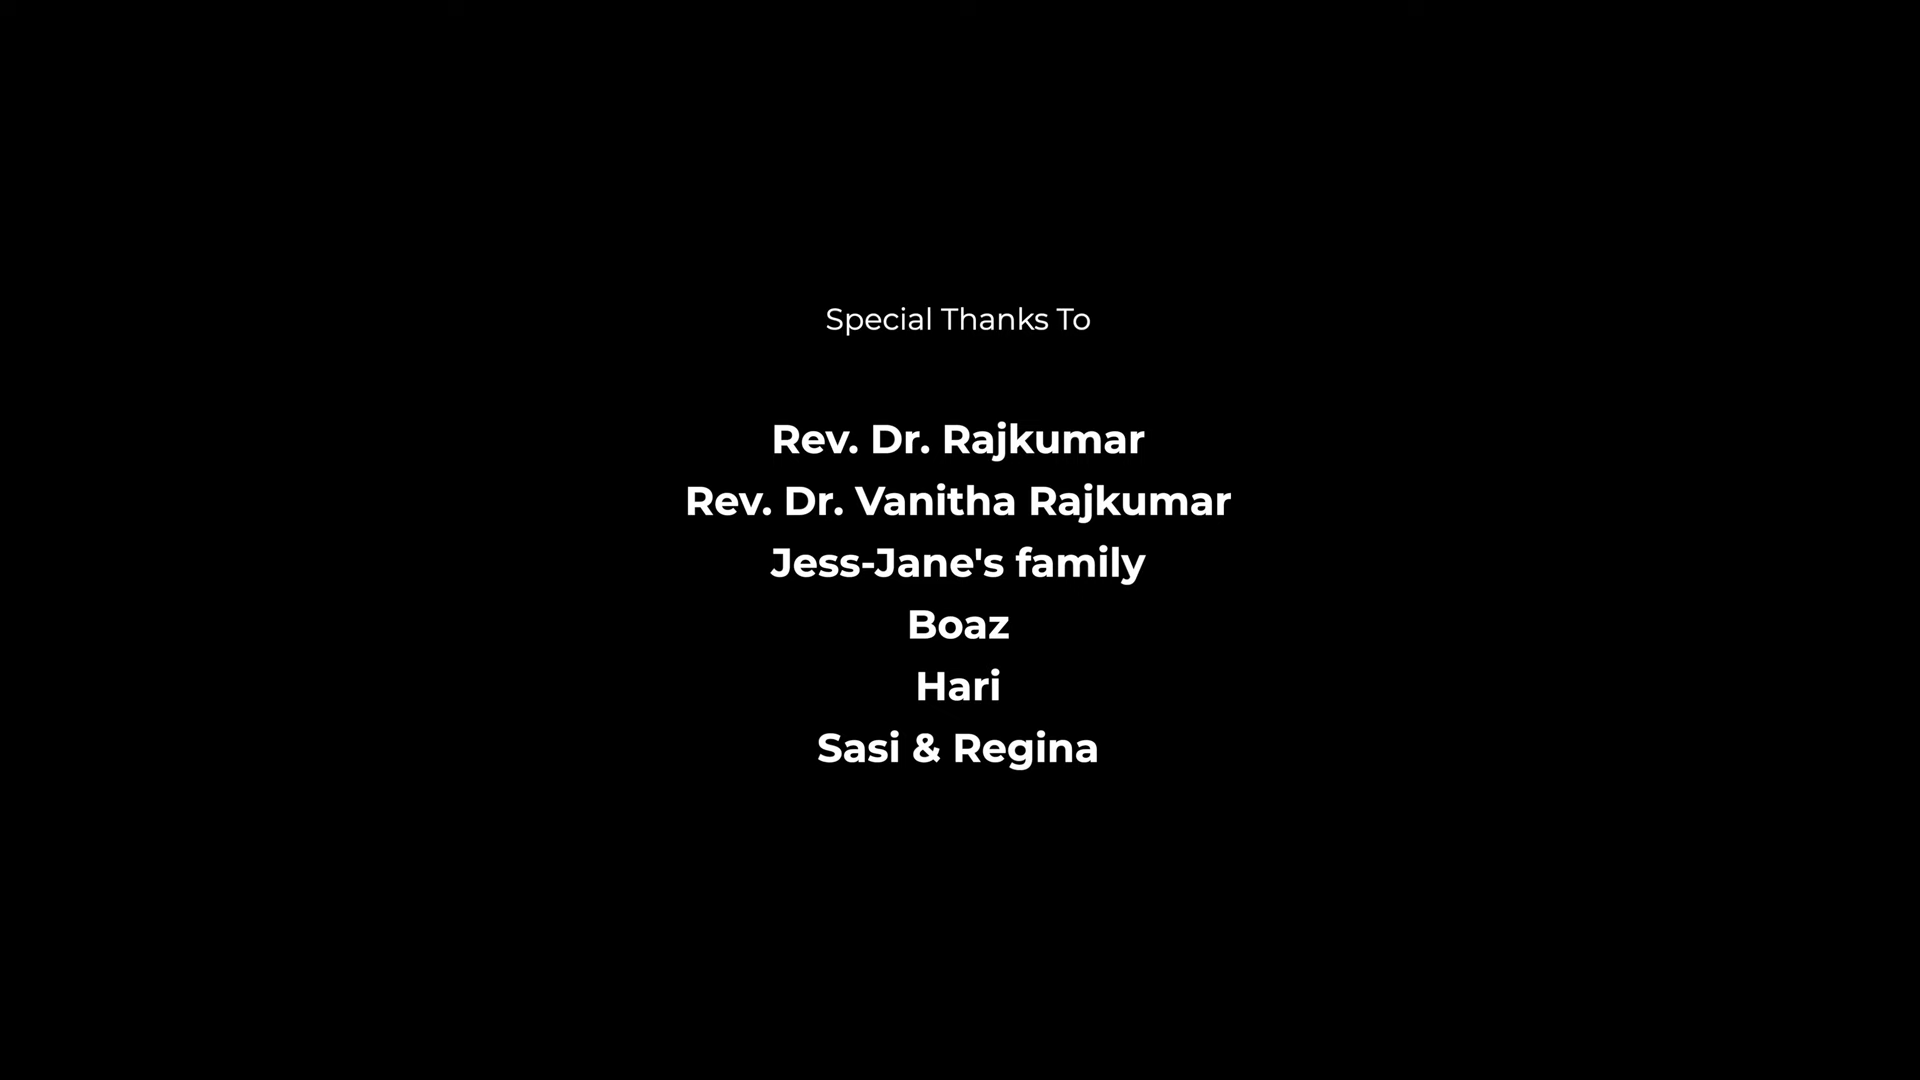 Special Thanks To
Rev. Dr. Rajkumar
Rev. Dr. Vanitha Rajkumar
Jess-Jane's family
Boaz
Hari
Sasi & Regina